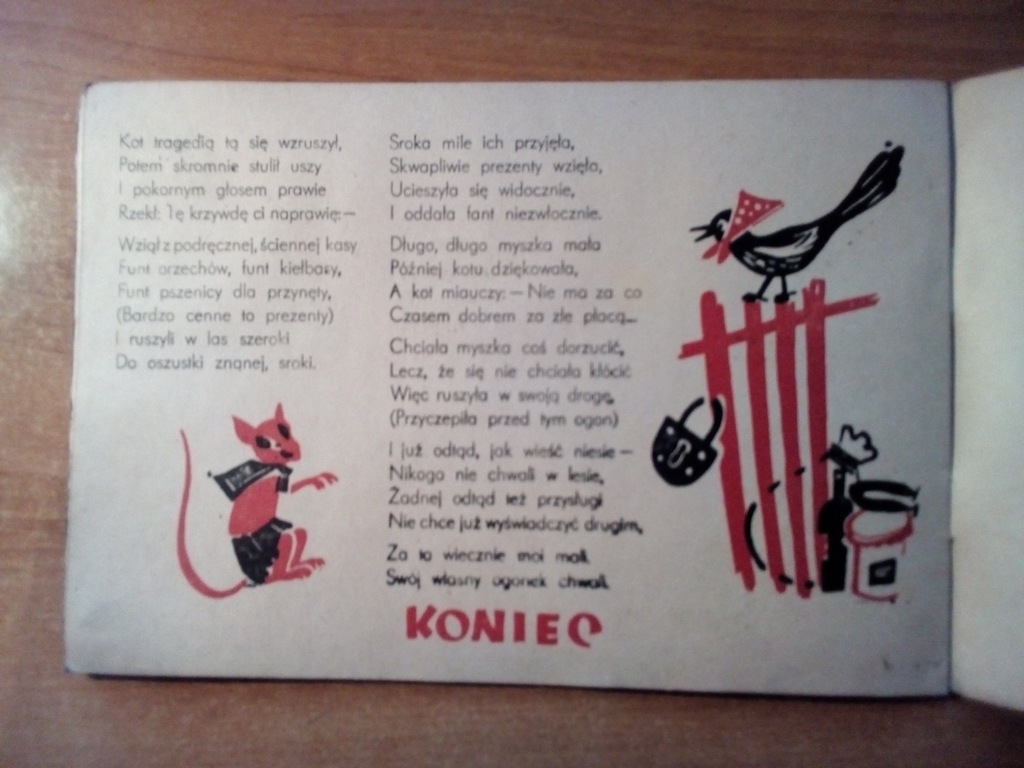 Kot tragedią tą się wzruszył,
Potem skromnie stulił uszy
I pokornym głosem prawie
Rzekł: Tę krzywdę ci naprawię: —
Wziął z podręcznej, ściennej kasy
Funt orzechów, funt kiełbasy,
Funt pszenicy dla przynęty,
(Bardzo cenne to prezenty)
I ruszyli w las szeroki
Do oszustki znanej, sroki.
Sroka mile ich przyjęła,
Skwapliwie prezenty wzięła,
Ucieszyła się widocznie,
I oddała fant niezwłocznie.
Długo, długo myszka mała
Później kotu dziękowała,
A kot miauczy: — Nie ma za co
Czasem dobrem za złe płacą...
Chciała myszka coś dorzucić,
Lecz, że się nie chciała kłócić
Więc ruszyła w swoją drogę.
(Przyczepiła przed tym ogon)
I już odtąd, jak wieść niesie —
Nikogo nie chwali w lesie,
Żadnej odtąd też przysługi
Nie chce już wyświadczyć drugim,
Za to wiecznie moi mali
Swój własny ogonek chwali.
KONIEC